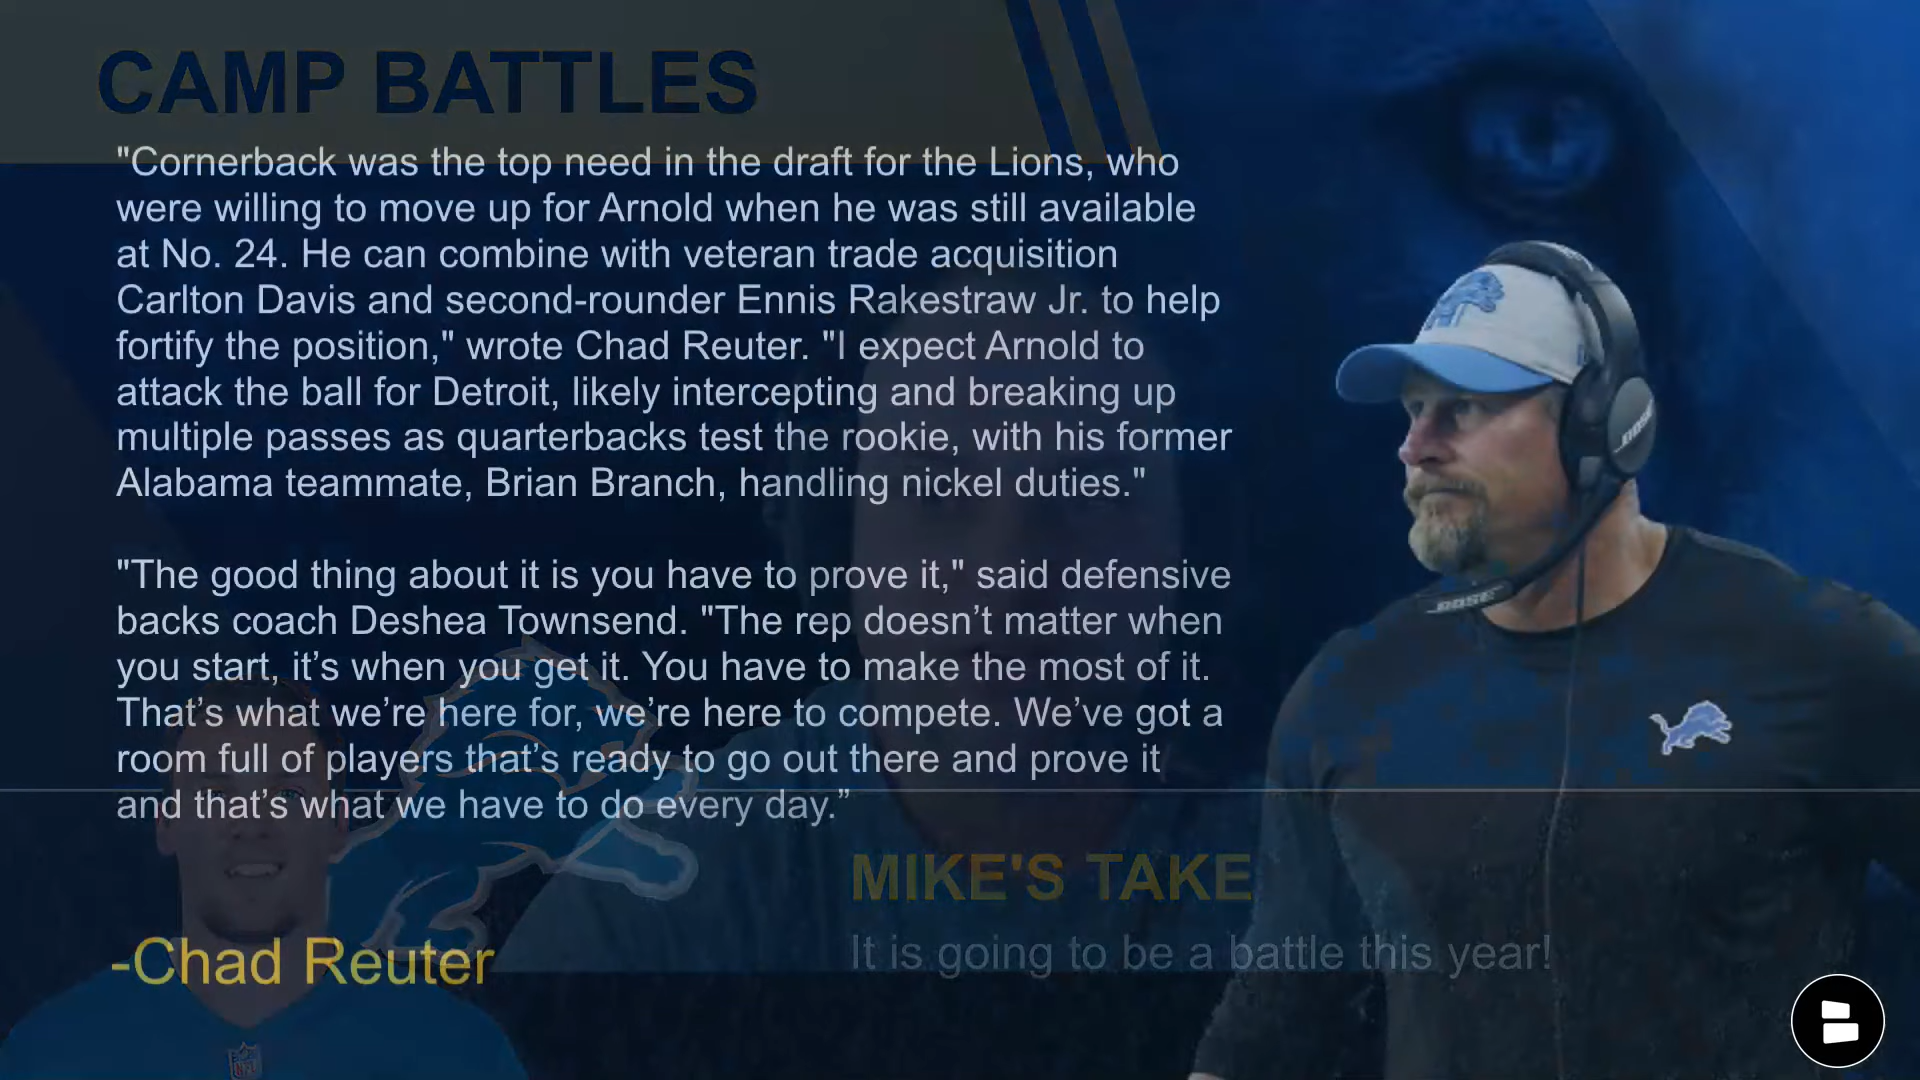 CAMP BATTLES
"Cornerback was the top need in the draft for the Lions, who
were willing to move up for Arnold when he was still available
at No. 24. He can combine with veteran trade acquisition
Carlton Davis and second-rounder Ennis Rakestraw Jr. to help
fortify the position," wrote Chad Reuter. "I expect Arnold to
attack the ball for Detroit, likely intercepting and breaking up
multiple passes as quarterbacks test the rookie, with his former
Alabama teammate, Brian Branch, handling nickel duties."
"The good thing about it is you have to prove it," said defensive
backs coach Deshea Townsend. "The rep doesn’t matter when
you start, it’s when you get it. You have to make the most of it.
That’s what we’re here for, we’re here to compete. We’ve got a
room full of players that’s ready to go out there and prove it
and that’s what we have to do every day.”
-Chad Reuter
MIKE'S TAKE
It is going to be a battle this year!
BOSE
BOSE